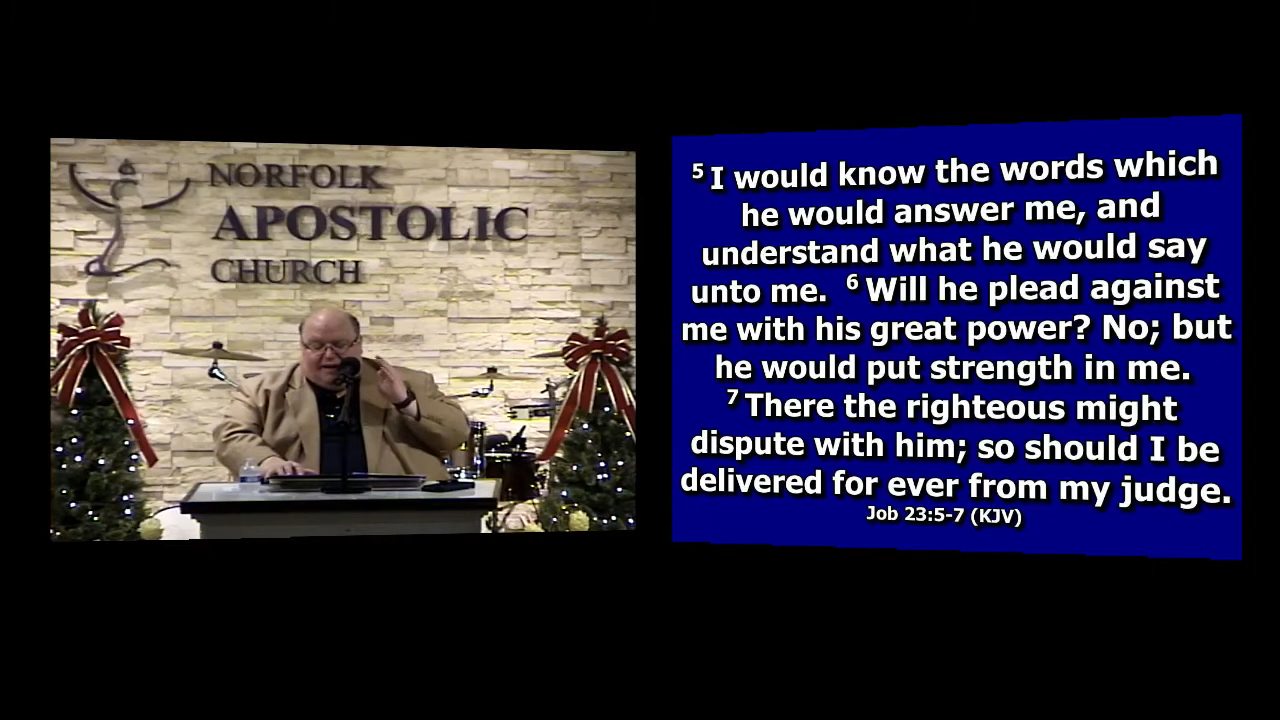 NORFOLK
APOSTOLIC
CHURCH
5 I would know the words which
he would answer me, and
understand what he would say
unto me. 6 Will he plead against
me with his great power? No; but
he would put strength in me.
7 There the righteous might
dispute with him; so should I be
delivered for ever from my judge.
Job 23:5-7 (KJV)